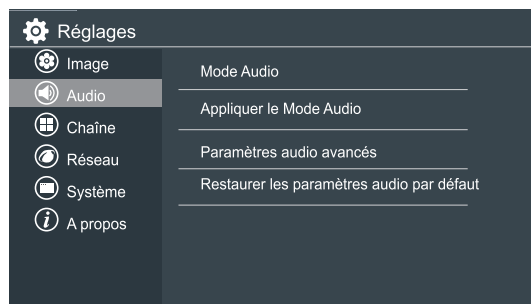 Réglages
Image
Audio
Chaîne
Réseau
Système
A propos
Mode Audio
Appliquer le Mode Audio
Paramètres audio avancés
Restaurer les paramètres audio par défaut